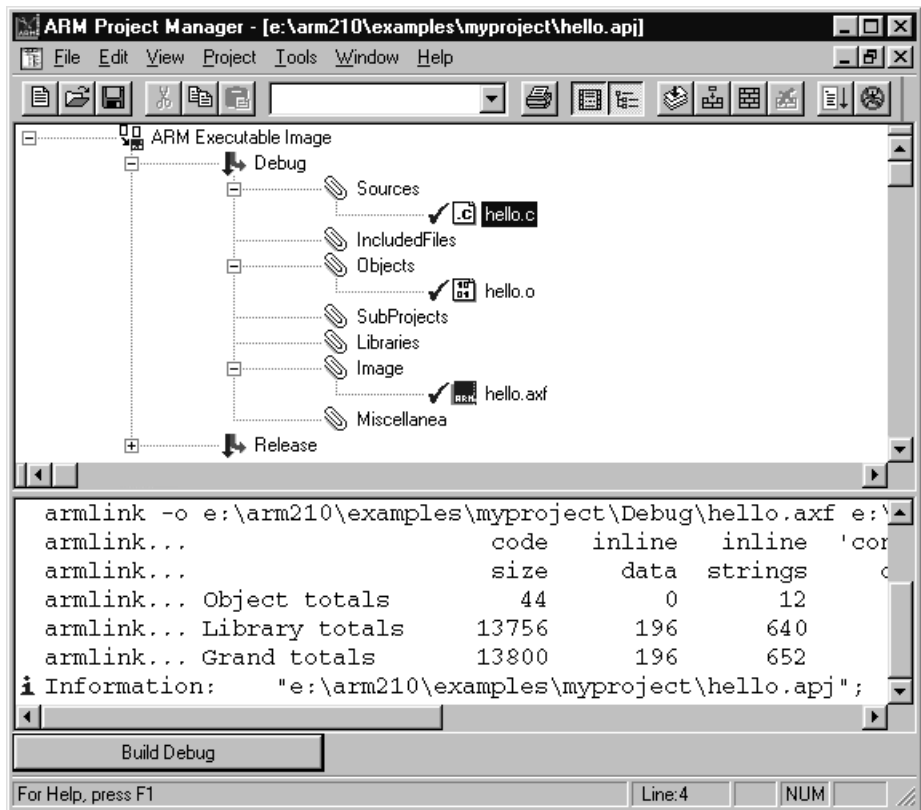 ARM Project Manager - [e:\arm210\examples\myproject\hello.apj]
File Edit View Project Tools Window Help
ARM Executable Image
Debug
Sources
.c hello.c
IncludedFiles
Objects
hello.o
SubProjects
Libraries
Image
ARM hello.axf
Miscellanea
Release
armlink -o e:\arm210\examples\myproject\Debug\hello.axf e:\
armlink... code inline inline 'con
armlink... size data strings
armlink... Object totals 44 0 12
armlink... Library totals 13756 196 640
armlink... Grand totals 13800 196 652
i Information: "e:\arm210\examples\myproject\hello.apj";
Build Debug
For Help, press F1 Line:4 NUM